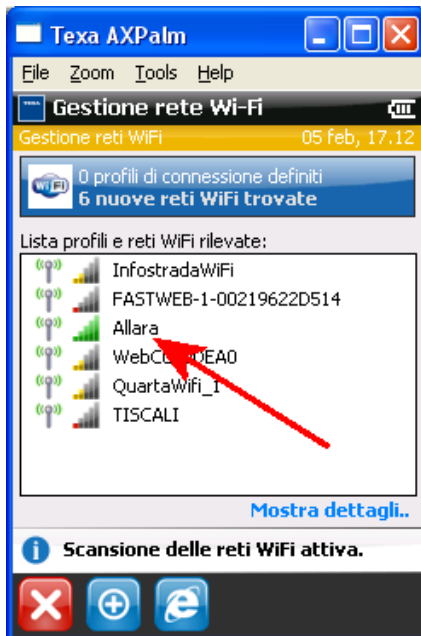 Texa AXPalm
File Zoom Tools Help
TEXA Gestione rete Wi-Fi
Gestione reti WiFi 05 feb, 17.12
WiFi 0 profili di connessione definiti
6 nuove reti WiFi trovate
Lista profili e reti WiFi rilevate:
InfostradaWiFi
FASTWEB-1-00219622D514
Allara
QuartaWifi_1
TISCALI
Mostra dettagli..
Scansione delle reti WiFi attiva.